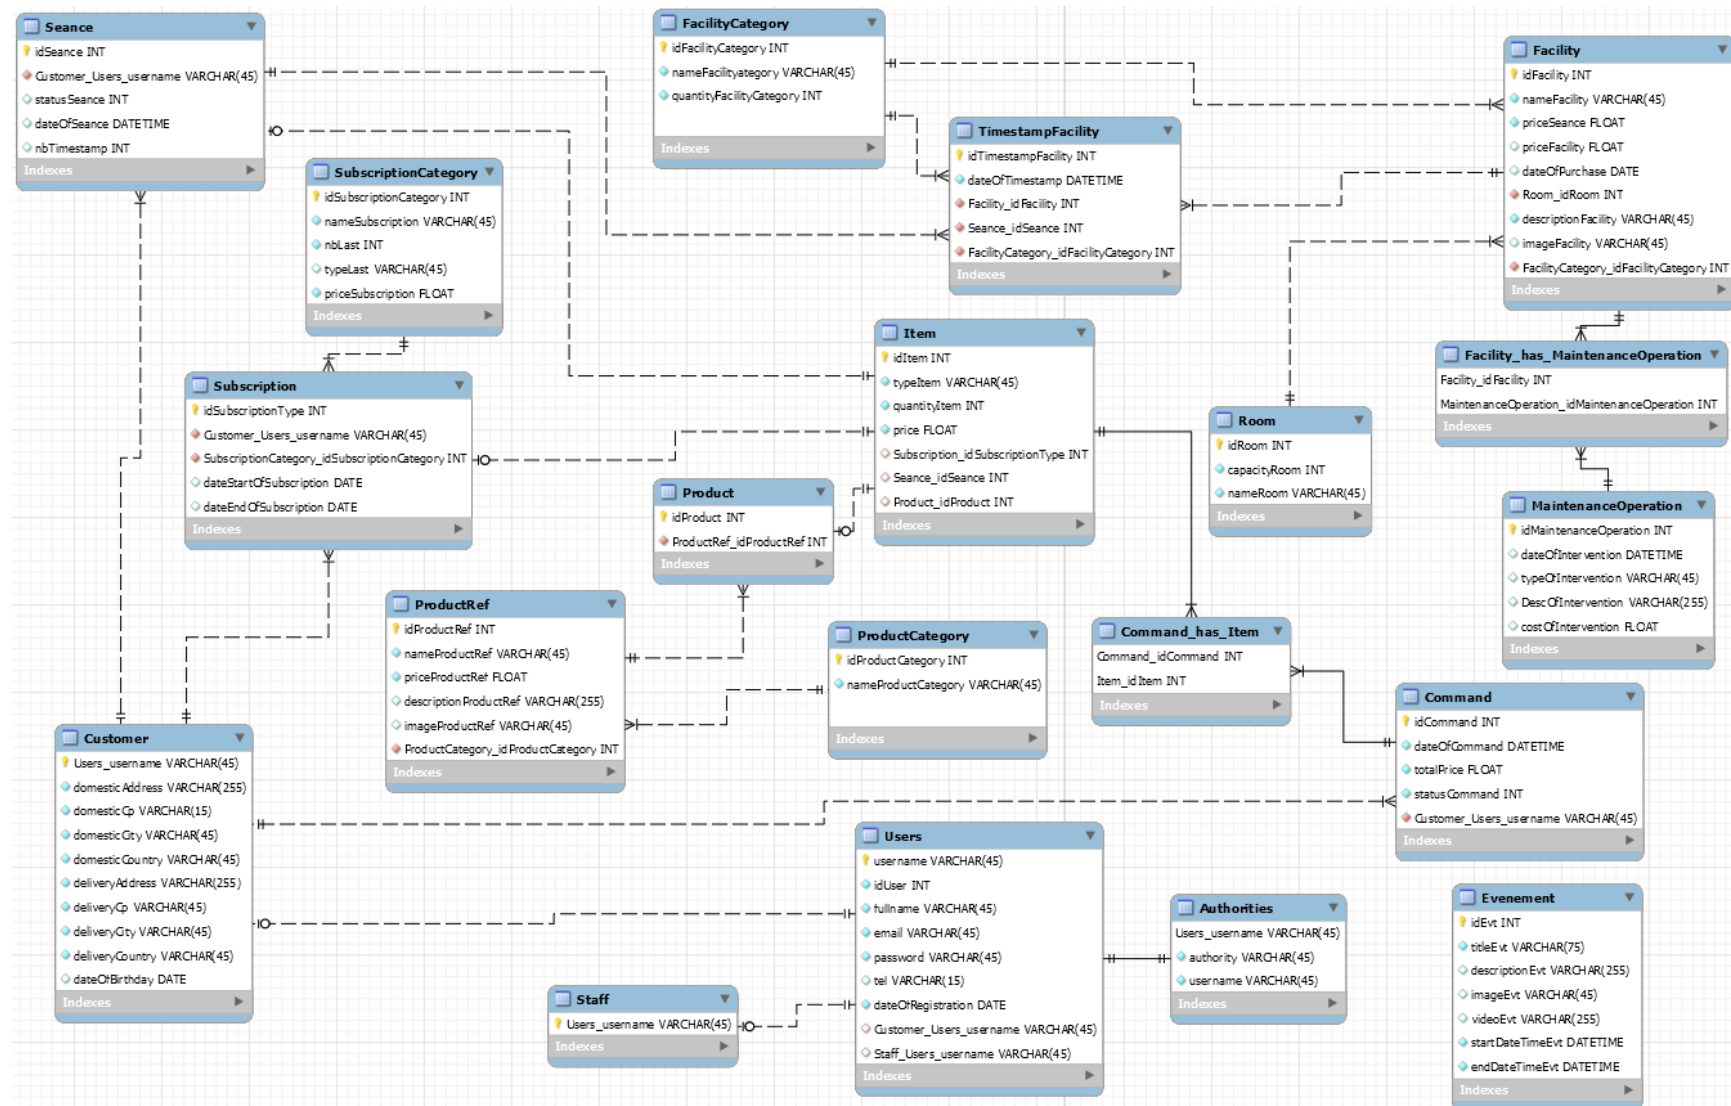 Seance
idSeance INT
Customer_Users_username VARCHAR(45)
statusSeance INT
dateOfSeance DATETIME
nbTimestamp INT
Indexes
FacilityCategory
idFacilityCategory INT
nameFacilityategory VARCHAR(45)
quantityFacilityCategory INT
Indexes
Facility
idFacility INT
nameFacility VARCHAR(45)
priceSeance FLOAT
priceFacility FLOAT
dateOfPurchase DATE
Room_idRoom INT
descriptionFacility VARCHAR(45)
imageFacility VARCHAR(45)
FacilityCategory_idFacilityCategory INT
Indexes
TimestampFacility
idTimestampFacility INT
dateOfTimestamp DATETIME
Facility_idFacility INT
Seance_idSeance INT
FacilityCategory_idFacilityCategory INT
Indexes
SubscriptionCategory
idSubscriptionCategory INT
nameSubscription VARCHAR(45)
nbLast INT
typeLast VARCHAR(45)
priceSubscription FLOAT
Indexes
Item
idItem INT
typeItem VARCHAR(45)
quantityItem INT
price FLOAT
Subscription_idSubscriptionType INT
Seance_idSeance INT
Product_idProduct INT
Indexes
Facility_has_MaintenanceOperation
Facility_idFacility INT
MaintenanceOperation_idMaintenanceOperation INT
Indexes
Subscription
idSubscriptionType INT
Customer_Users_username VARCHAR(45)
SubscriptionCategory_idSubscriptionCategory INT
dateStartOfSubscription DATE
dateEndOfSubscription DATE
Indexes
Room
idRoom INT
capacityRoom INT
nameRoom VARCHAR(45)
Indexes
Product
idProduct INT
ProductRef_idProductRef INT
Indexes
MaintenanceOperation
idMaintenanceOperation INT
dateOfIntervention DATETIME
typeOfIntervention VARCHAR(45)
DescOfIntervention VARCHAR(255)
costOfIntervention FLOAT
Indexes
ProductRef
idProductRef INT
nameProductRef VARCHAR(45)
priceProductRef FLOAT
descriptionProductRef VARCHAR(255)
imageProductRef VARCHAR(45)
ProductCategory_idProductCategory INT
Indexes
ProductCategory
idProductCategory INT
nameProductCategory VARCHAR(45)
Indexes
Command_has_Item
Command_idCommand INT
Item_idItem INT
Indexes
Command
idCommand INT
dateOfCommand DATETIME
totalPrice FLOAT
statusCommand INT
Customer_Users_username VARCHAR(45)
Indexes
Customer
Users_username VARCHAR(45)
domesticAddress VARCHAR(255)
domesticCp VARCHAR(15)
domesticCity VARCHAR(45)
domesticCountry VARCHAR(45)
deliveryAddress VARCHAR(255)
deliveryCp VARCHAR(45)
deliveryCity VARCHAR(45)
deliveryCountry VARCHAR(45)
dateOfBirthday DATE
Indexes
Users
username VARCHAR(45)
idUser INT
fullname VARCHAR(45)
email VARCHAR(45)
password VARCHAR(45)
tel VARCHAR(15)
dateOfRegistration DATE
Customer_Users_username VARCHAR(45)
Staff_Users_username VARCHAR(45)
Indexes
Authorities
Users_username VARCHAR(45)
authority VARCHAR(45)
username VARCHAR(45)
Indexes
Evenement
idEvt INT
titleEvt VARCHAR(75)
descriptionEvt VARCHAR(255)
imageEvt VARCHAR(45)
videoEvt VARCHAR(255)
startDateTimeEvt DATETIME
endDateTimeEvt DATETIME
Indexes
Staff
Users_username VARCHAR(45)
Indexes